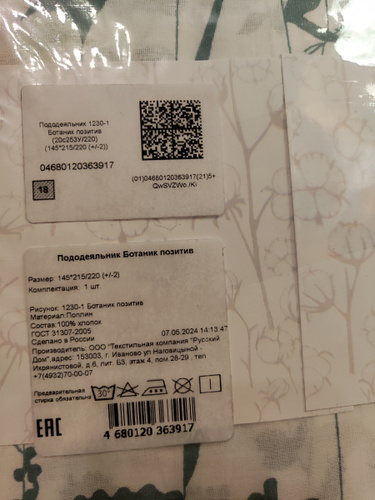 Пододеяльник 1230-1
Ботаник позитив
(20с253У/220)
(145*215/220 (+/-2))
04680120363917
18
(01)04680120363917(21)5+
Пододеяльник Ботаник позитив
Размер: 145*215/220 (+/-2)
Комплектация: 1 шт.
Рисунок: 1230-1 Ботаник позитив
Материал Поплин
Состав 100% хлопок
ГОСТ 31307-2005
Сделано в России 07.05.2024 14:13:47
Производитель: ООО "Текстильная компания "Русский
Дом",адрес: 153003, г. Иваново ул Наговицыной -
Икрянистовой, д.6, лит. Б3, этаж 4, пом 28-29 , тел
+7(4932)70-00-07
Предварительная
стирка обязательна
30°
EAC
4 680120 363917